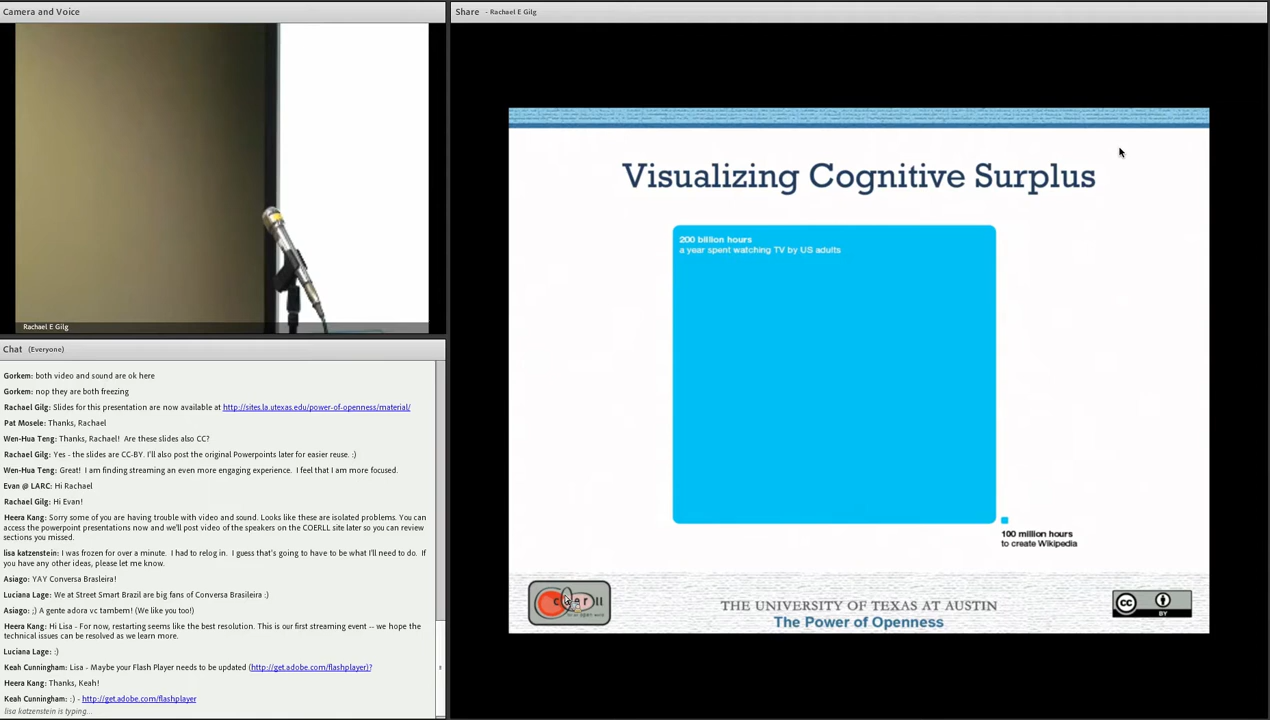 Camera and Voice
Rachael E Gilg
Chat (Everyone)
Gorkem: both video and sound are ok here
Gorkem: nop they are both freezing
Rachael Gilg: Slides for this presentation are now available at http://sites.la.utexas.edu/power-of-openness/material/
Pat Mosele: Thanks, Rachael
Wen-Hua Teng: Thanks, Rachael! Are these slides also CC?
Rachael Gilg: Yes - the slides are CC-BY. I'll also post the original Powerpoints later for easier reuse. :)
Wen-Hua Teng: Great! I am finding streaming an even more engaging experience. I feel that I am more focused.
Evan @ LARC: Hi Rachael
Rachael Gilg: Hi Evan!
Heera Kang: Sorry some of you are having trouble with video and sound. Looks like these are isolated problems. You can
access the powerpoint presentations now and we'll post video of the speakers on the COERLL site later so you can review
sections you missed.
lisa katzenstein: I was frozen for over a minute. I had to relog in. I guess that's going to have to be what I'll need to do. If
you have any other ideas, please let me know.
Asiago: YAY Conversa Brasleira!
Luciana Lage: We at Street Smart Brazil are big fans of Conversa Brasileira :)
Asiago: ;) A gente adora vc tambem! (We like you too!)
Heera Kang: Hi Lisa - For now, restarting seems like the best resolution. This is our first streaming event -- we hope the
technical issues can be resolved as we learn more.
Luciana Lage: :)
Keah Cunningham: Lisa - Maybe your Flash Player needs to be updated (http://get.adobe.com/flashplayer)?
Heera Kang: Thanks, Keah!
Keah Cunningham: :) - http://get.adobe.com/flashplayer
lisa katzenstein is typing...
Share - Rachael E Gilg
Visualizing Cognitive Surplus
200 billion hours
a year spent watching TV by US adults
100 million hours
to create Wikipedia
THE UNIVERSITY OF TEXAS AT AUSTIN
The Power of Openness
cc
BY